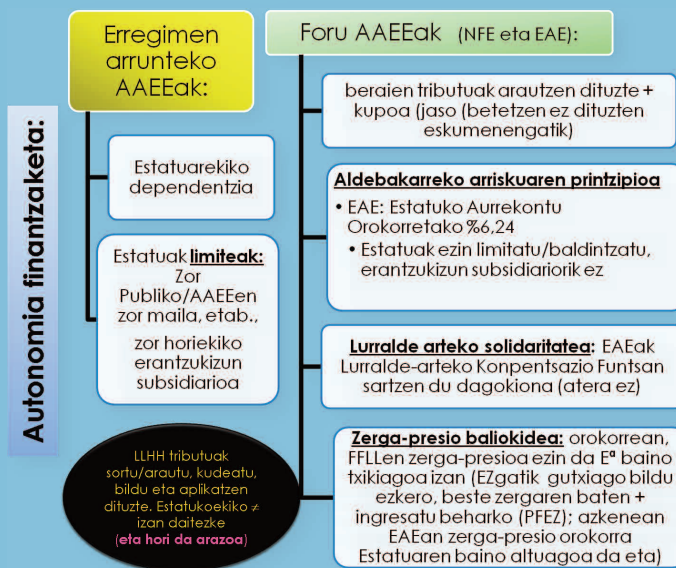 Autonomia finantzaketa:
Erregimen
arrunteko
AAEEak:
Estatuarekiko
dependentzia
Estatuak limiteak:
Zor
Publiko/AAEEen
zor maila, etab.,
zor horiekiko
erantzukizun
subsidiarioa
LLHH tributuak
sortu/arautu, kudeatu,
bildu eta aplikatzen
dituzte. Estatukoekiko ≠
izan daitezke
(eta hori da arazoa)
Foru AAEEak (NFE eta EAE):
beraien tributuak arautzen dituzte +
kupoa (jaso (betetzen ez dituzten
eskumenengatik)
Aldebakarreko arriskuaren printzipioa
• EAE: Estatuko Aurrekontu
Orokorretako %6,24
• Estatuak ezin limitatu/baldintzatu,
erantzukizun subsidiariorik ez
Lurralde arteko solidaritatea: EAEak
Lurralde-arteko Konpentsazio Funtsan
sartzen du dagokiona (atera ez)
Zerga-presio baliokidea: orokorrean,
FFLLen zerga-presioa ezin da Eª baino
txikiagoa izan (EZgatik gutxiago bildu
ezkero, beste zergaren baten +
ingresatu beharko (PFEZ); azkenean
EAEan zerga-presio orokorra
Estatuaren baino altuagoa da eta)